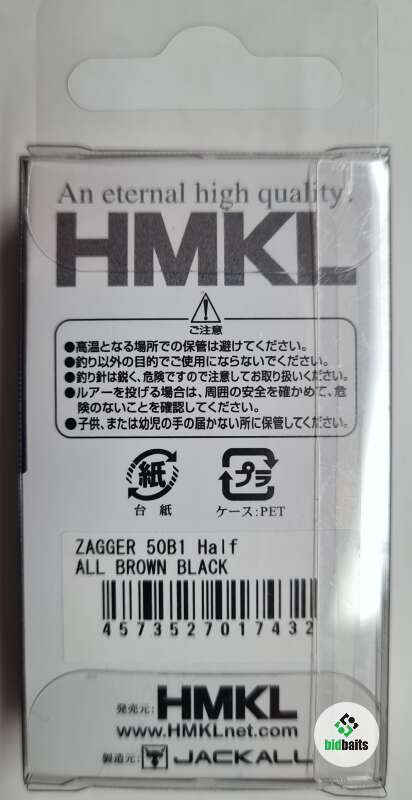 An eternal high quality.
HMKL
ご注意
●高温となる場所での保管は避けてください。
●釣り以外の目的でご使用にならないでください。
●釣り針は鋭く、危険ですので注意してお取り扱いください。
●ルアーを投げる場合は、周囲の安全を確かめて、危
険のないことを確認してください。
●子供、または幼児の手の届かない所に保管してください。
紙 プラ
台紙 ケース:PET
ZAGGER 50B1 Half
ALL BROWN BLACK
4573527017432
発売元: HMKL
www.HMKLnet.com
製造元: JACKALL
bidbaits